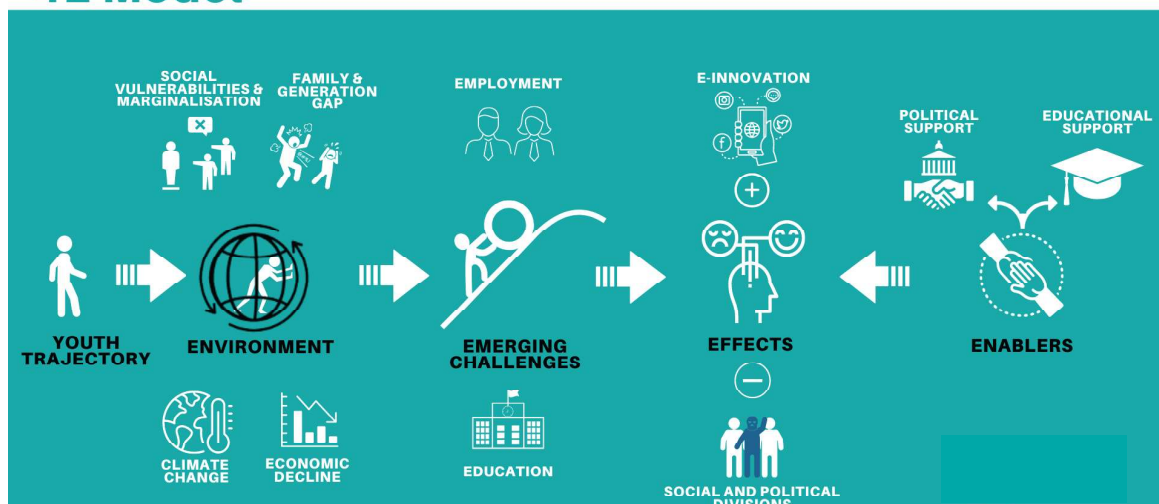 SOCIAL
VULNERABILITIES &
MARGINALISATION
FAMILY &
GENERATION
GAP
EMPLOYMENT
E-INNOVATION
POLITICAL
SUPPORT
EDUCATIONAL
SUPPORT
YOUTH
TRAJECTORY
ENVIRONMENT
EMERGING
CHALLENGES
EFFECTS
ENABLERS
CLIMATE
CHANGE
ECONOMIC
DECLINE
EDUCATION
SOCIAL AND POLITICAL
DIVISIONS